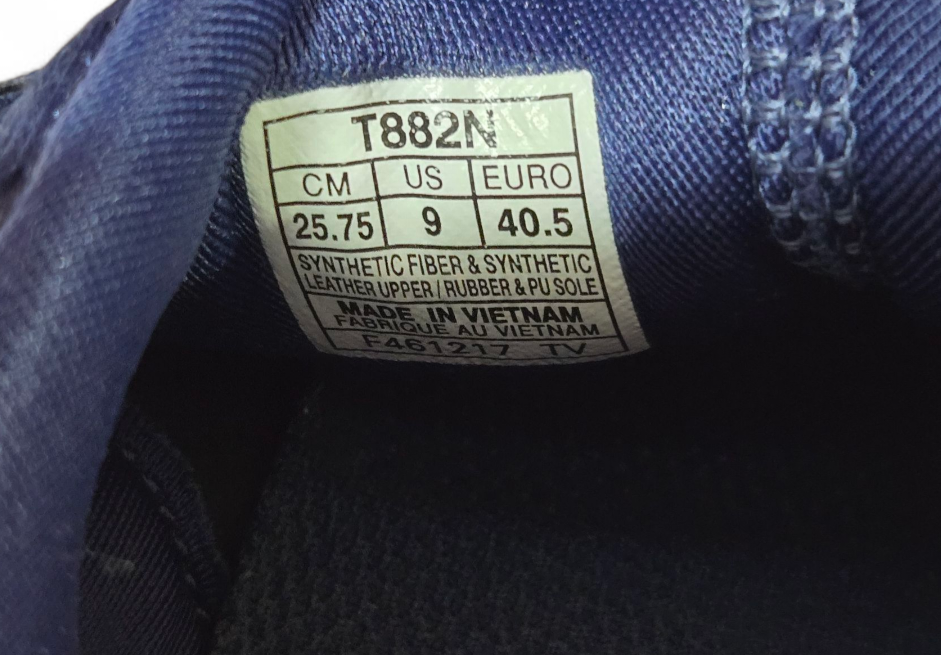 T882N
CM US EURO
25.75 9 40.5
SYNTHETIC FIBER & SYNTHETIC
LEATHER UPPER / RUBBER & PU SOLE
MADE IN VIETNAM
FABRIQUE AU VIETNAM
F461217 TV